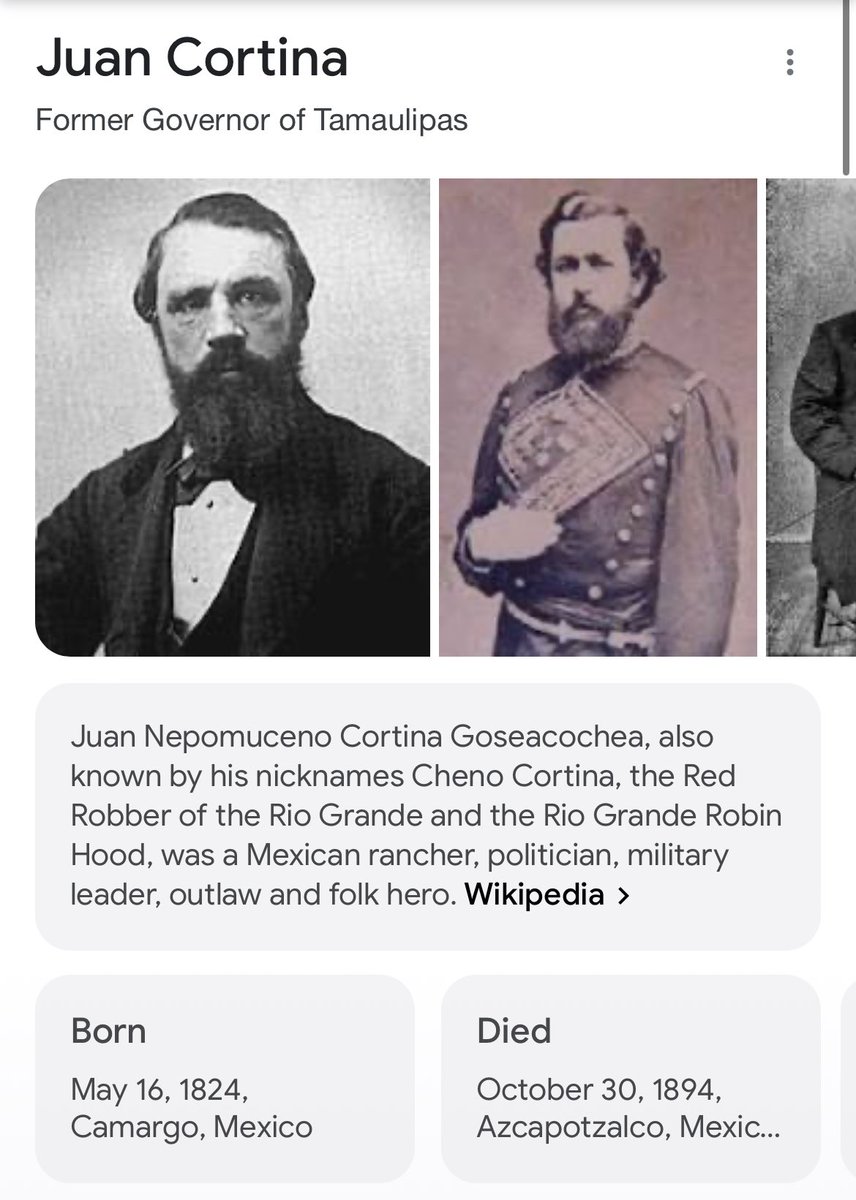 Juan Cortina
Former Governor of Tamaulipas
Juan Nepomuceno Cortina Goseacochea, also
known by his nicknames Cheno Cortina, the Red
Robber of the Rio Grande and the Rio Grande Robin
Hood, was a Mexican rancher, politician, military
leader, outlaw and folk hero. Wikipedia >
Born
May 16, 1824,
Camargo, Mexico
Died
October 30, 1894,
Azcapotzalco, Mexic...